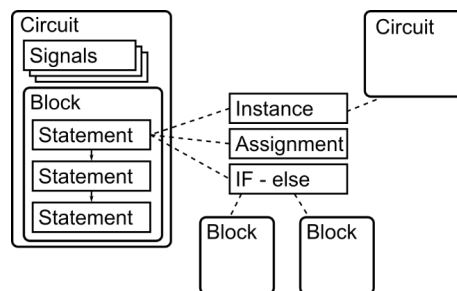 Circuit
Signals
Block
Statement
Statement
Statement
Instance
Assignment
IF - else
Block
Block
Circuit